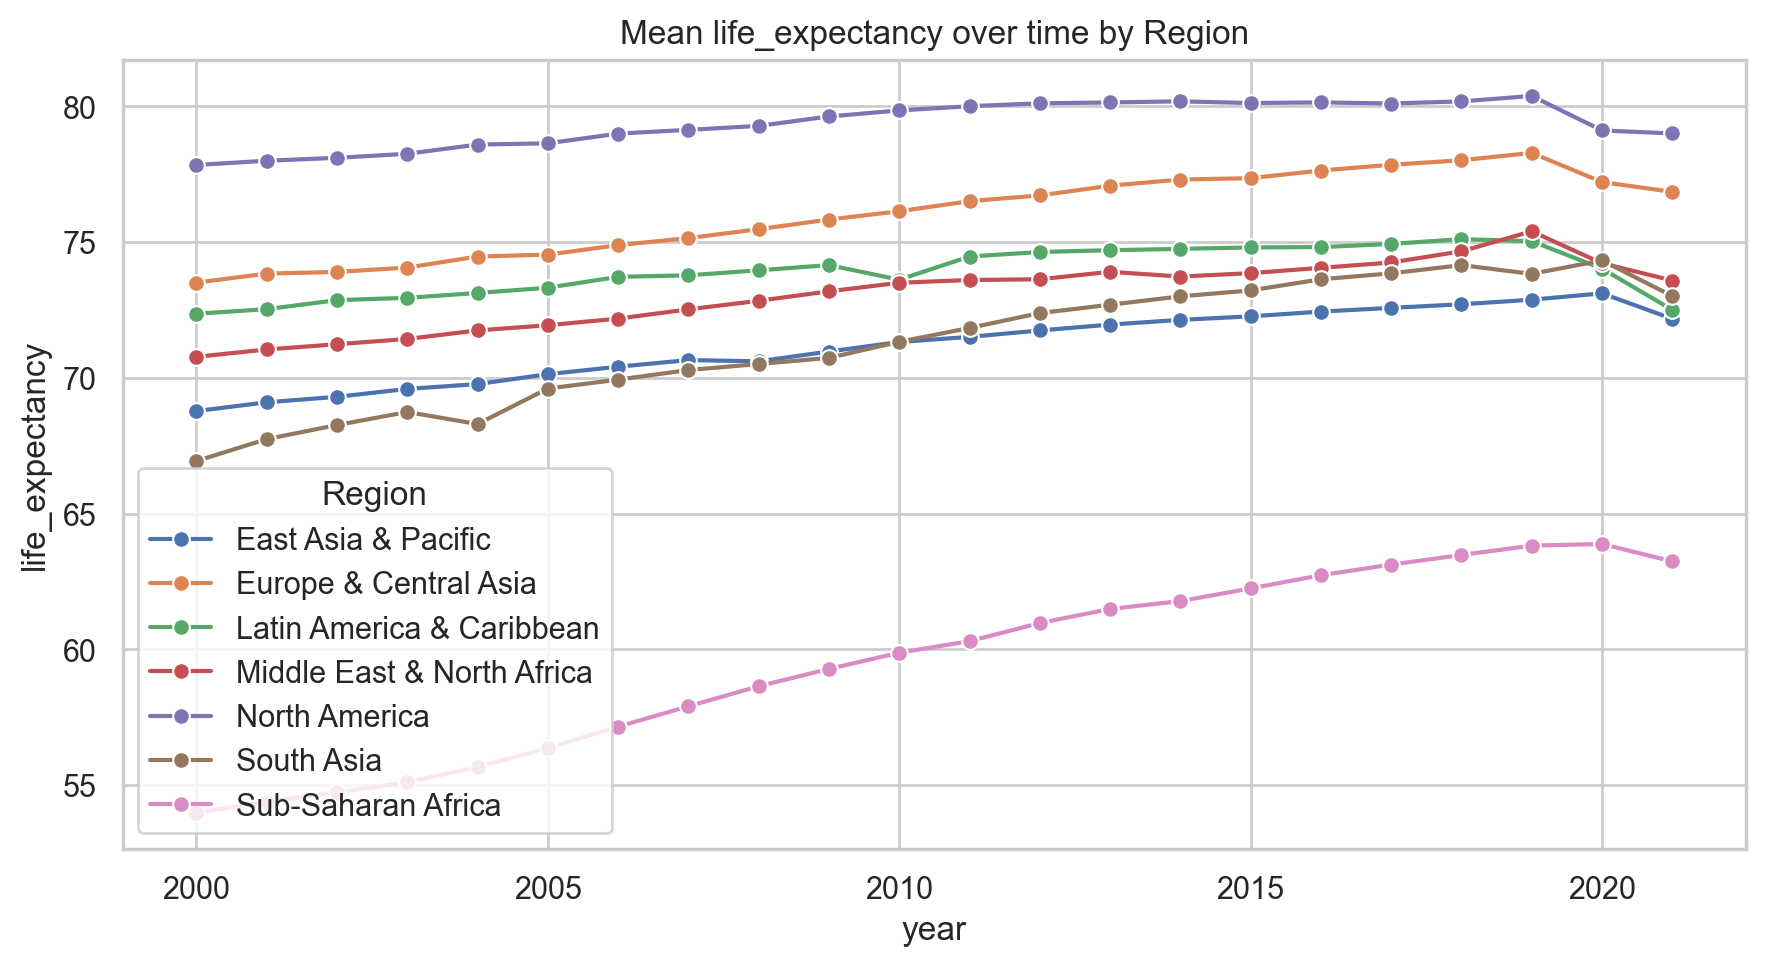 Mean life_expectancy over time by Region
life_expectancy
80
75
70
65
60
55
Region
East Asia & Pacific
Europe & Central Asia
Latin America & Caribbean
Middle East & North Africa
North America
South Asia
Sub-Saharan Africa
2000
2005
2010
2015
2020
year